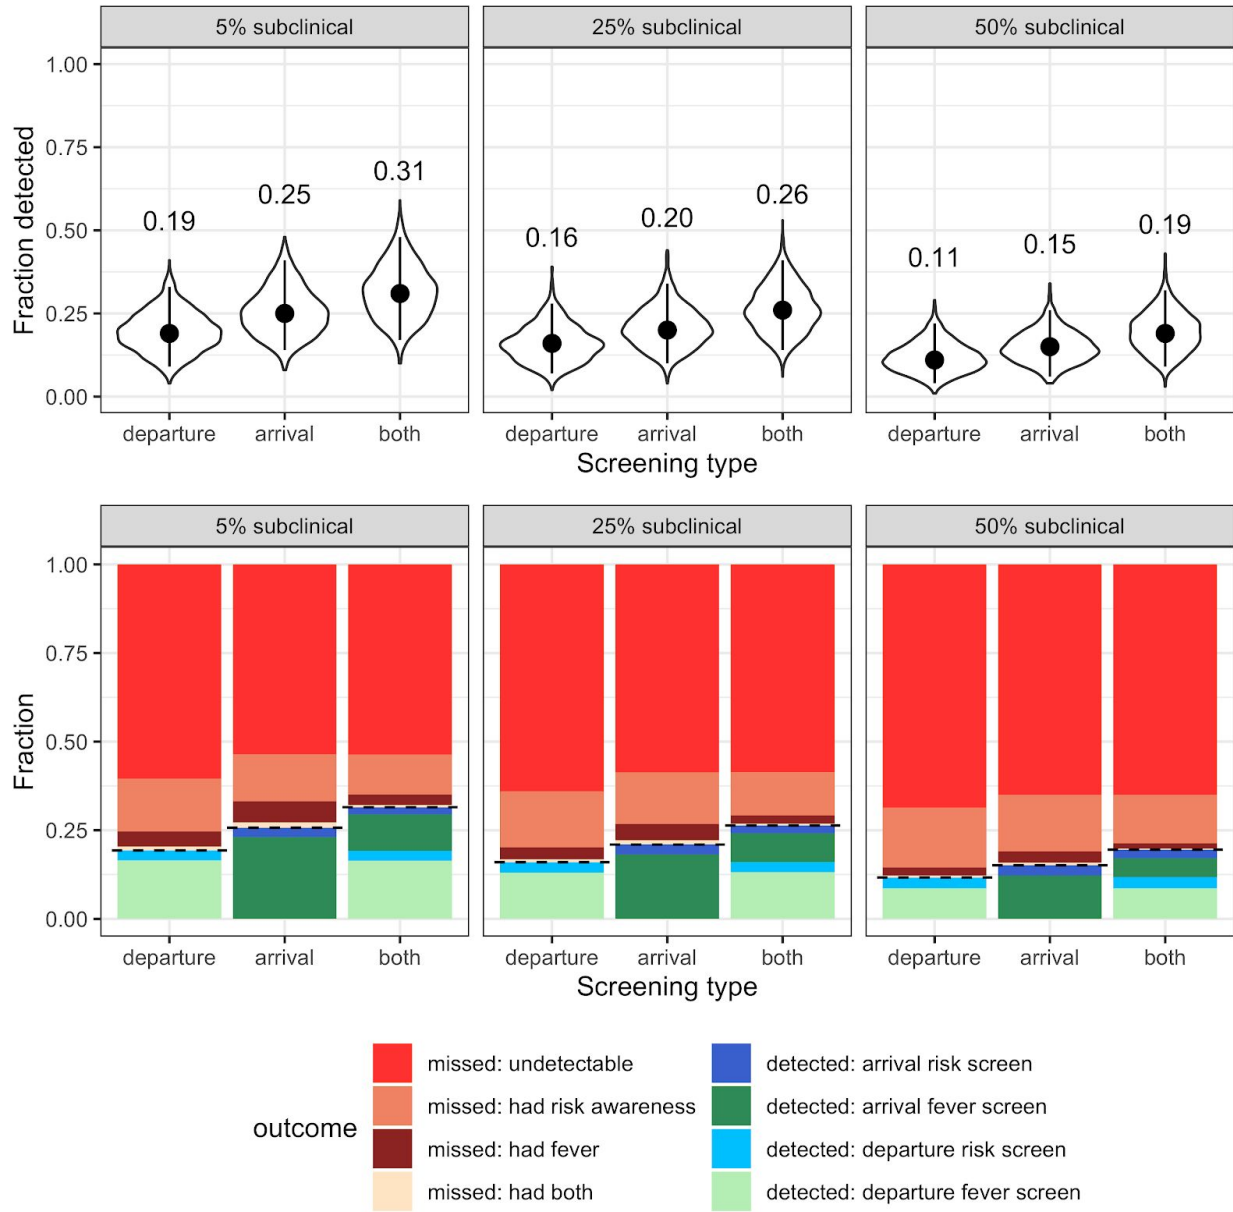 5% subclinical
25% subclinical
50% subclinical
Fraction detected
1.00
0.75
0.50
0.25
0.00
0.19
0.25
0.31
0.16
0.20
0.26
0.11
0.15
0.19
departure arrival both
departure arrival both
departure arrival both
Screening type
5% subclinical
25% subclinical
50% subclinical
Fraction
1.00
0.75
0.50
0.25
0.00
departure arrival both
departure arrival both
departure arrival both
Screening type
outcome
missed: undetectable
missed: had risk awareness
missed: had fever
missed: had both
detected: arrival risk screen
detected: arrival fever screen
detected: departure risk screen
detected: departure fever screen